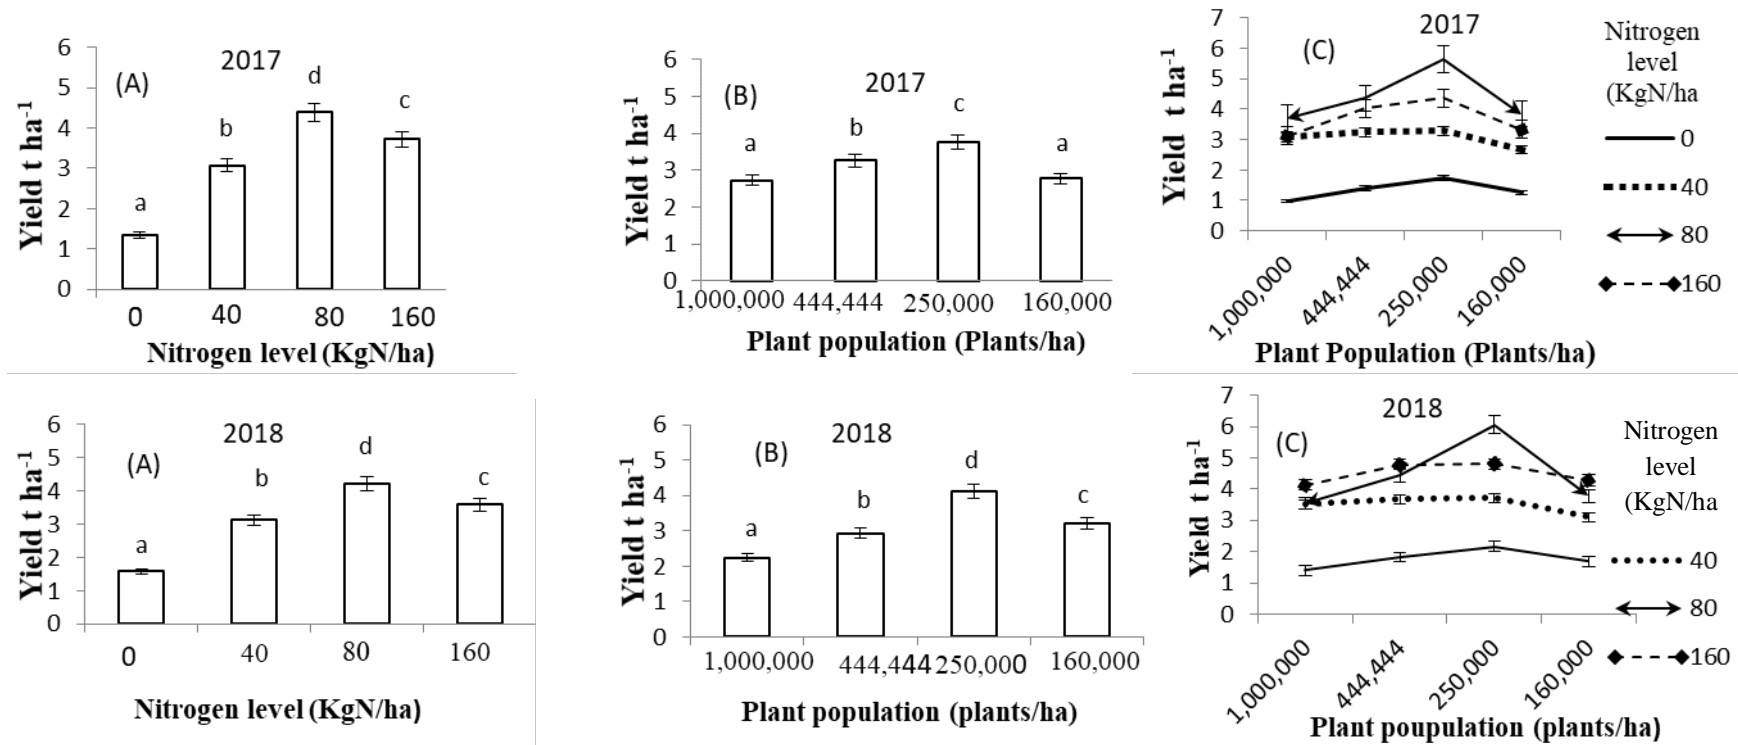 2017
(A)
Yield t ha-1
6
5
4
3
2
1
0
a
b
d
c
0
40
80
160
Nitrogen level (KgN/ha)
2017
(B)
Yield t ha-1
6
5
4
3
2
1
0
a
b
c
a
1,000,000
444,444
250,000
160,000
Plant population (Plants/ha)
2017
(C)
Yield t ha-1
7
6
5
4
3
2
1
0
1,000,000
444,444
250,000
160,000
Plant Population (Plants/ha)
Nitrogen
level
(KgN/ha
0
40
80
160
2018
(A)
Yield t ha-1
6
5
4
3
2
1
0
a
b
d
c
0
40
80
160
Nitrogen level (KgN/ha)
2018
(B)
Yield t ha-1
6
5
4
3
2
1
0
a
b
d
c
1,000,000
444,444
250,000
160,000
Plant population (plants/ha)
2018
(C)
Yield t ha-1
7
6
5
4
3
2
1
0
1,000,000
444,444
250,000
160,000
Plant poupulation (plants/ha)
Nitrogen
level
(KgN/ha
40
80
160